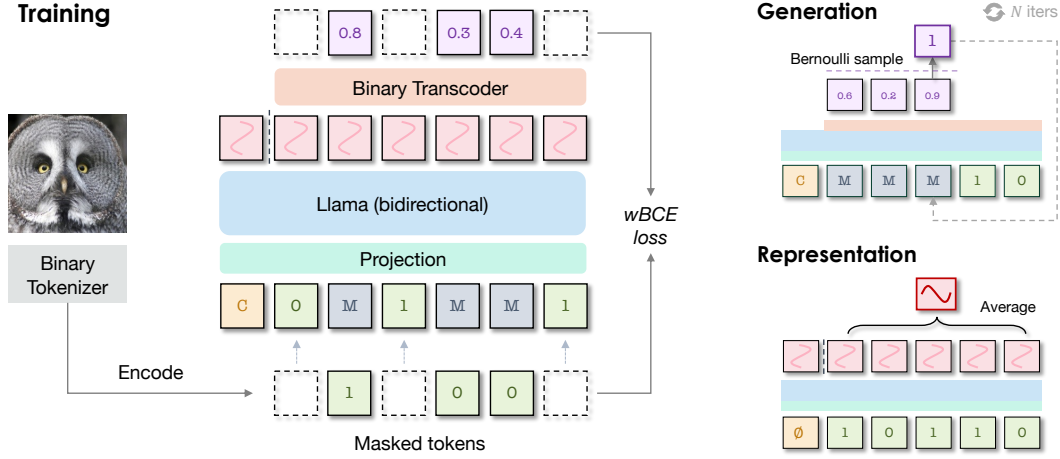 Training
0.8 0.3 0.4
Binary Transcoder
Llama (bidirectional)
Projection
C 0 M 1 M M 1
Binary
Tokenizer
Encode
1 0 0
Masked tokens
wBCE
loss
Generation
N iters
1
Bernoulli sample
0.6 0.2 0.9
C M M M 1 0
Representation
Average
Ø 1 0 1 1 0